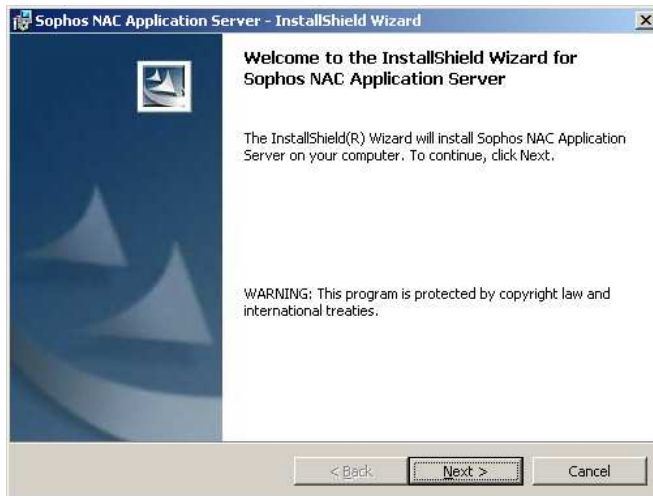 Sophos NAC Application Server - InstallShield Wizard
Welcome to the InstallShield Wizard for
Sophos NAC Application Server
The InstallShield(R) Wizard will install Sophos NAC Application
Server on your computer. To continue, click Next.
WARNING: This program is protected by copyright law and
international treaties.
< Back
Next >
Cancel